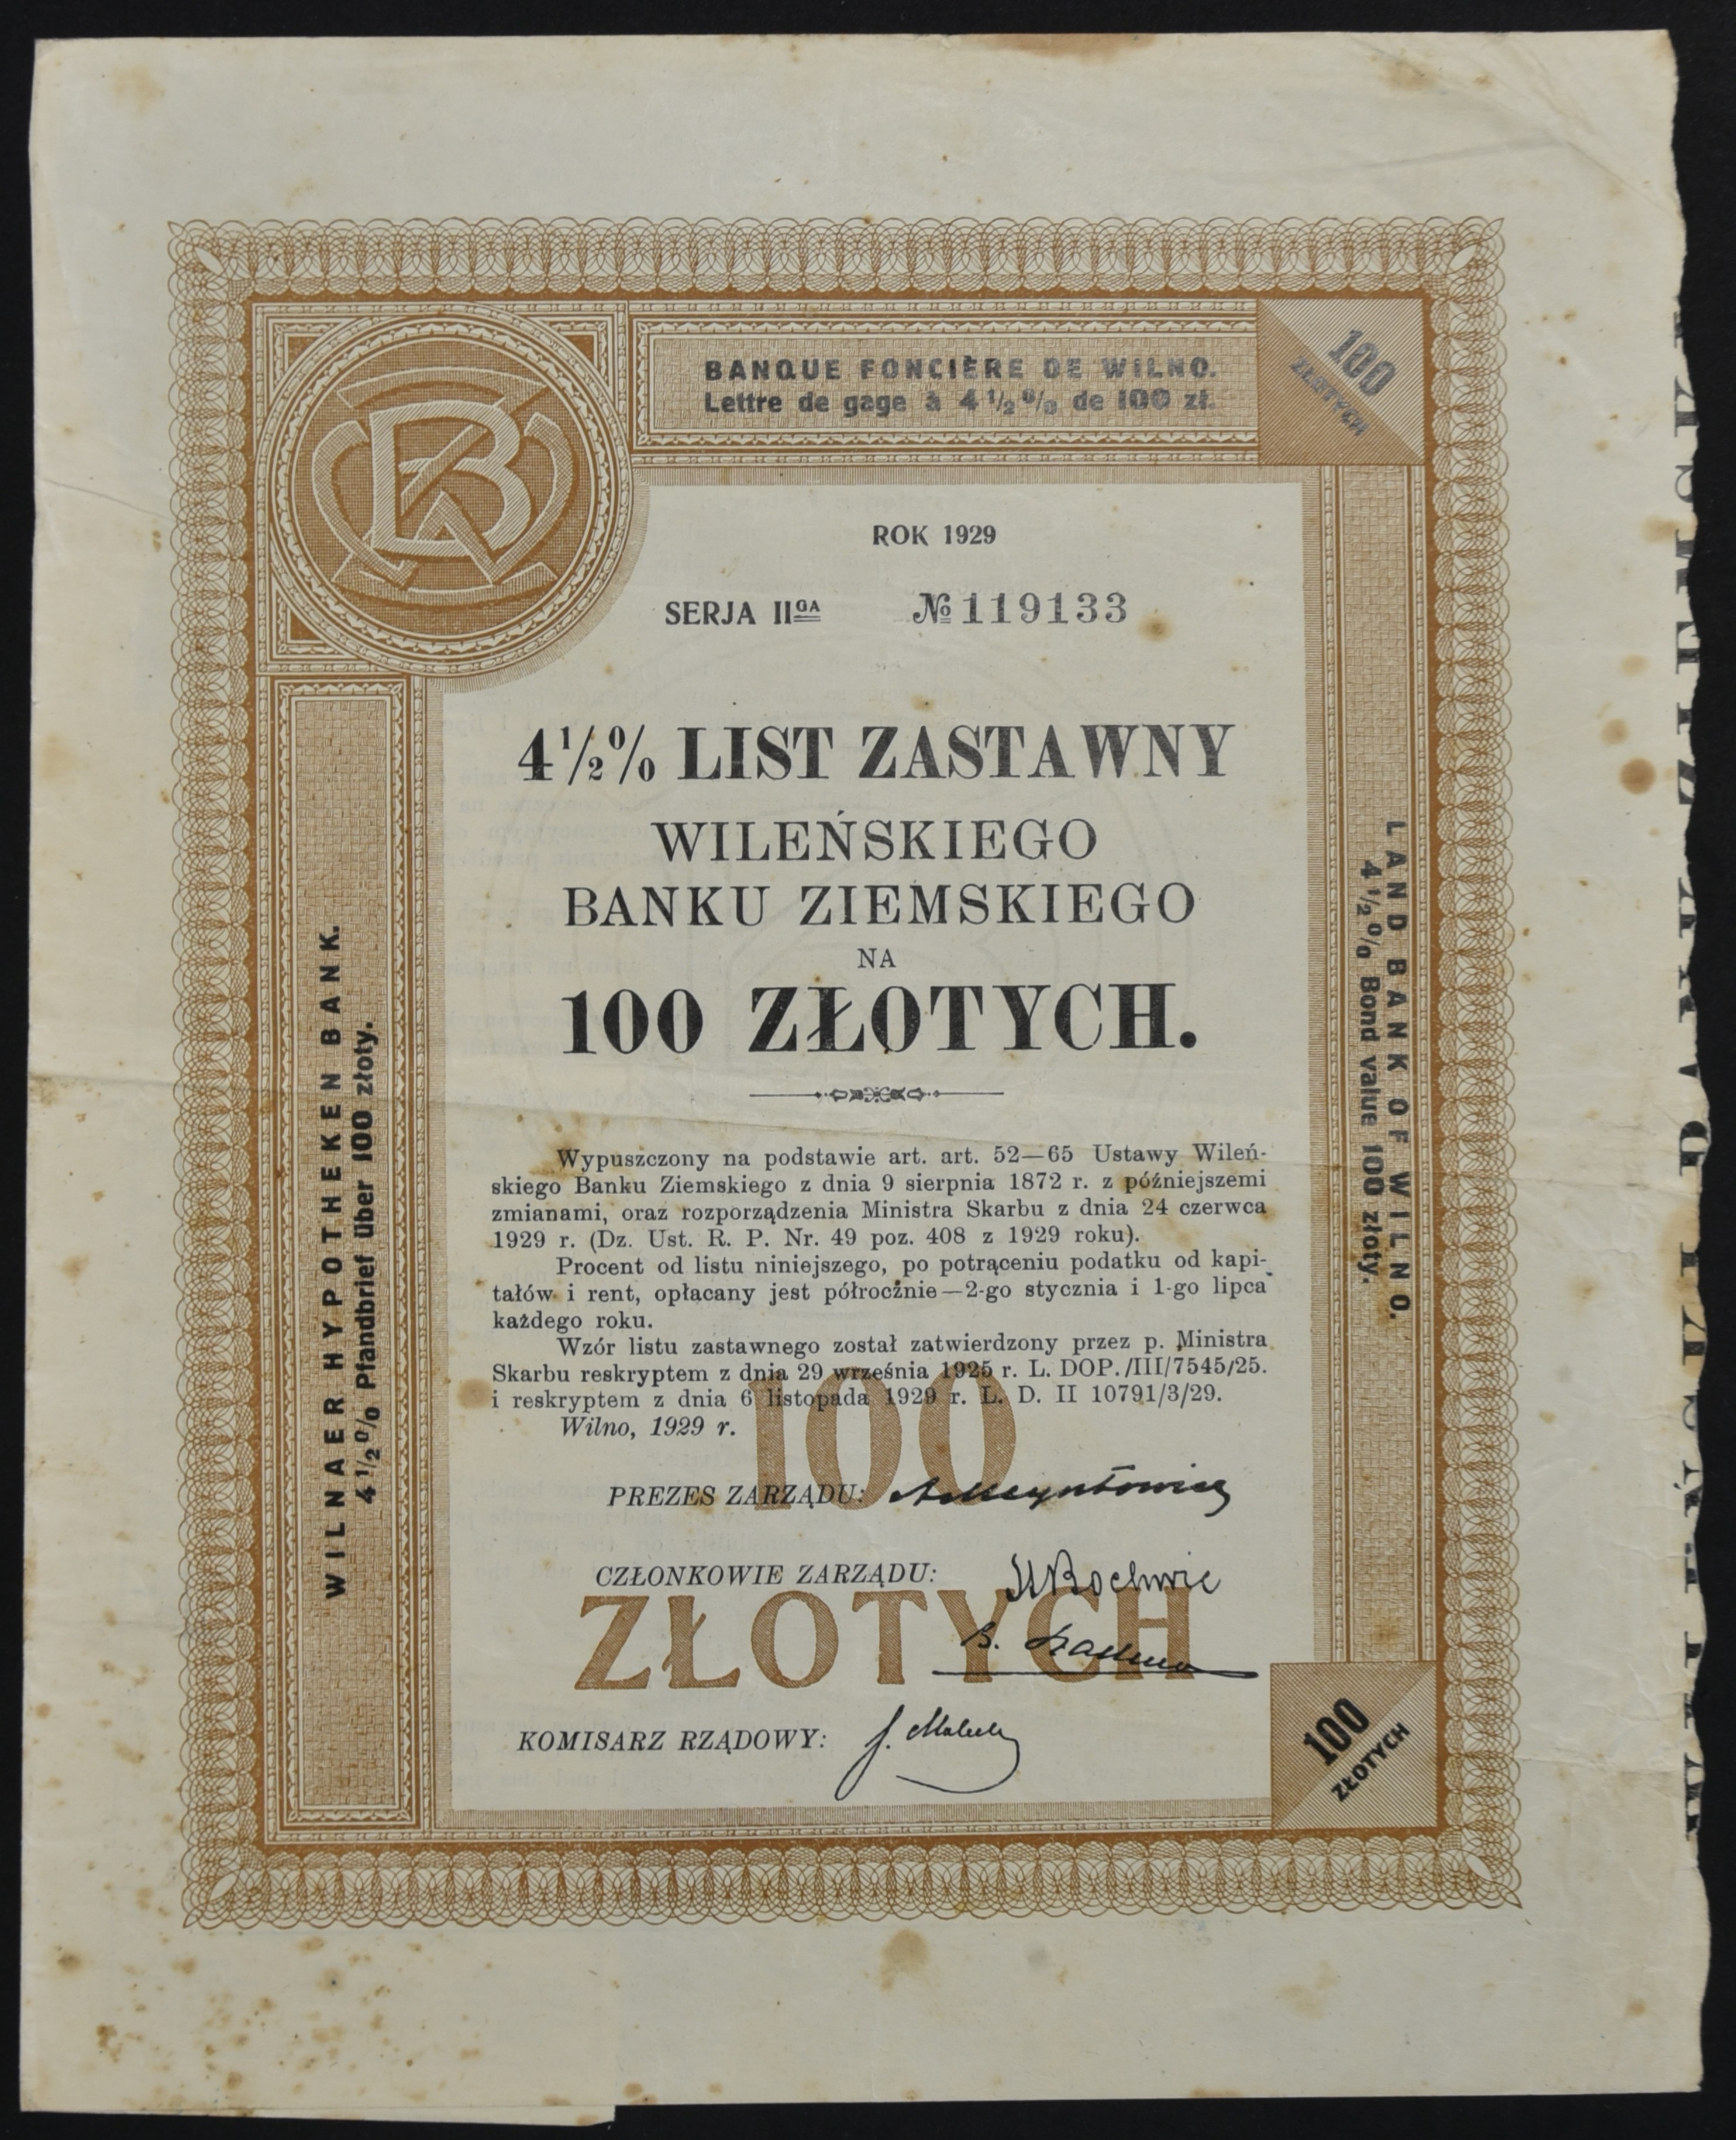 BANQUE FONCIÈRE DE WILNO.
Lettre de gage à 4 1/2 % de 100 zł.
100
ZŁOTYCH
ROK 1929
SERJA IIGA № 119133
4 1/2 % LIST ZASTAWNY
WILEŃSKIEGO
BANKU ZIEMSKIEGO
NA
100 ZŁOTYCH.
Wypuszczony na podstawie art. art. 52—65 Ustawy Wileń-
skiego Banku Ziemskiego z dnia 9 sierpnia 1872 r. z późniejszemi
zmianami, oraz rozporządzenia Ministra Skarbu z dnia 24 czerwca
1929 r. (Dz. Ust. R. P. Nr. 49 poz. 408 z 1929 roku).
Procent od listu niniejszego, po potrąceniu podatku od kapi-
tałów i rent, opłacany jest półrocznie—2-go stycznia i 1-go lipca
każdego roku.
Wzór listu zastawnego został zatwierdzony przez p. Ministra
Skarbu reskryptem z dnia 29 września 1925 r. L. DOP./III/7545/25.
i reskryptem z dnia 6 listopada 1929 r. L. D. II 10791/3/29.
Wilno, 1929 r.
100
ZŁOTYCH
PREZES ZARZĄDU:
CZŁONKOWIE ZARZĄDU:
KOMISARZ RZĄDOWY:
WILNAER HYPOTHEKEN BANK.
4 1/2 % Pfandbrief über 100 złoty.
LAND BANK OF WILNO.
4 1/2 % Bond value 100 złoty.
100
ZŁOTYCH